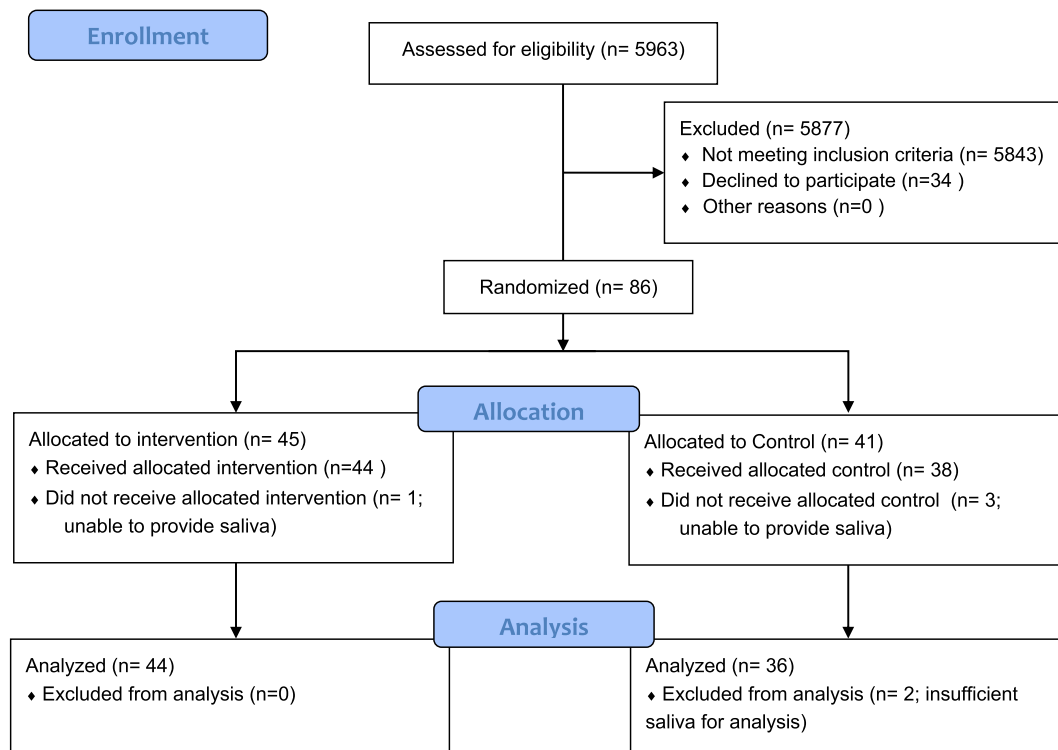 Enrollment
Assessed for eligibility (n= 5963)
Excluded (n= 5877)
♦ Not meeting inclusion criteria (n= 5843)
♦ Declined to participate (n=34 )
♦ Other reasons (n=0 )
Randomized (n= 86)
Allocation
Allocated to intervention (n= 45)
♦ Received allocated intervention (n=44 )
♦ Did not receive allocated intervention (n= 1;
unable to provide saliva)
Allocated to Control (n= 41)
♦ Received allocated control (n= 38)
♦ Did not receive allocated control (n= 3;
unable to provide saliva)
Analysis
Analyzed (n= 44)
♦ Excluded from analysis (n=0)
Analyzed (n= 36)
♦ Excluded from analysis (n= 2; insufficient
saliva for analysis)